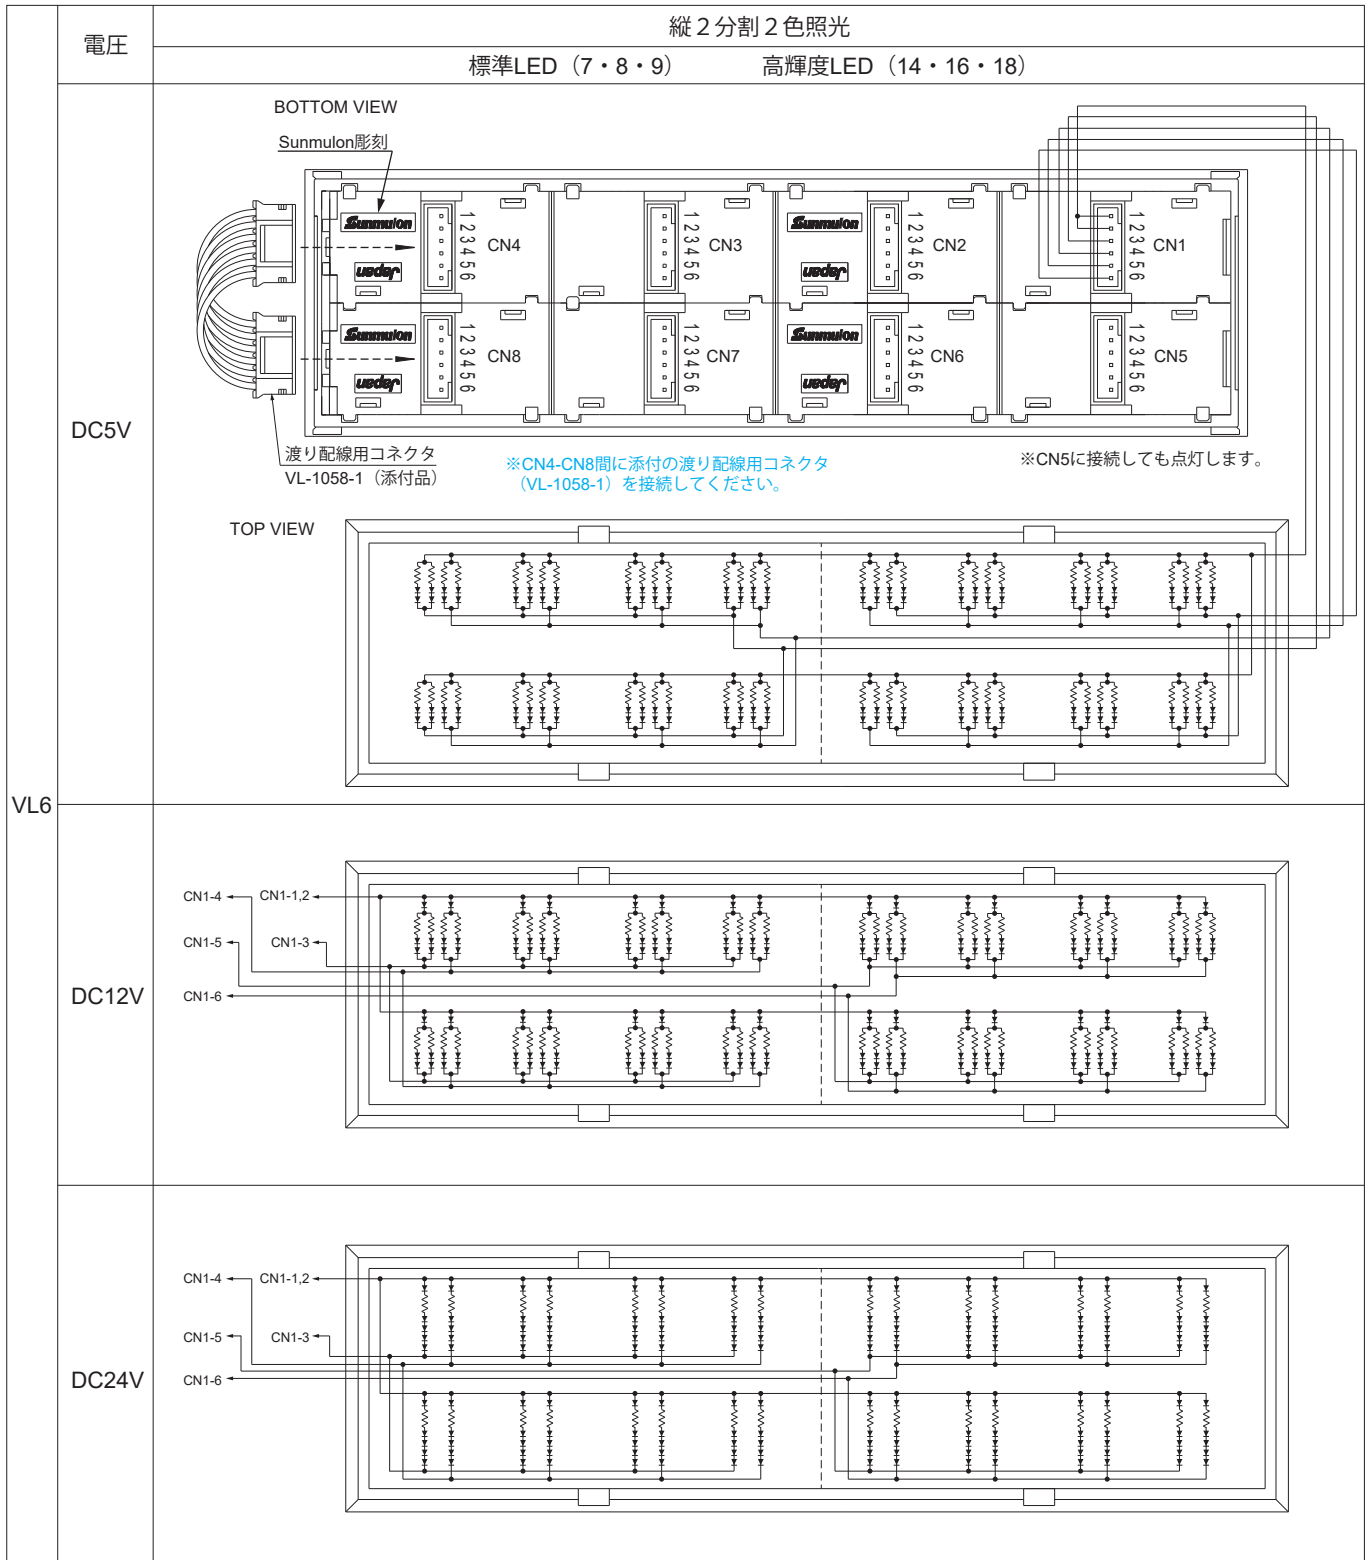 電圧
縦２分割２色照光
標準LED（7・8・9）　高輝度LED（14・16・18）
VL6
DC5V
BOTTOM VIEW
Sunmulon彫刻
Sunmulon
Japan
1 2 3 4 5 6
CN4
1 2 3 4 5 6
CN3
Sunmulon
Japan
1 2 3 4 5 6
CN2
1 2 3 4 5 6
CN1
Sunmulon
Japan
1 2 3 4 5 6
CN8
1 2 3 4 5 6
CN7
Sunmulon
Japan
1 2 3 4 5 6
CN6
1 2 3 4 5 6
CN5
渡り配線用コネクタ
VL-1058-1（添付品）
※CN4-CN8間に添付の渡り配線用コネクタ
（VL-1058-1）を接続してください。
※CN5に接続しても点灯します。
TOP VIEW
DC12V
CN1-4
CN1-1,2
CN1-5
CN1-3
CN1-6
DC24V
CN1-4
CN1-1,2
CN1-5
CN1-3
CN1-6